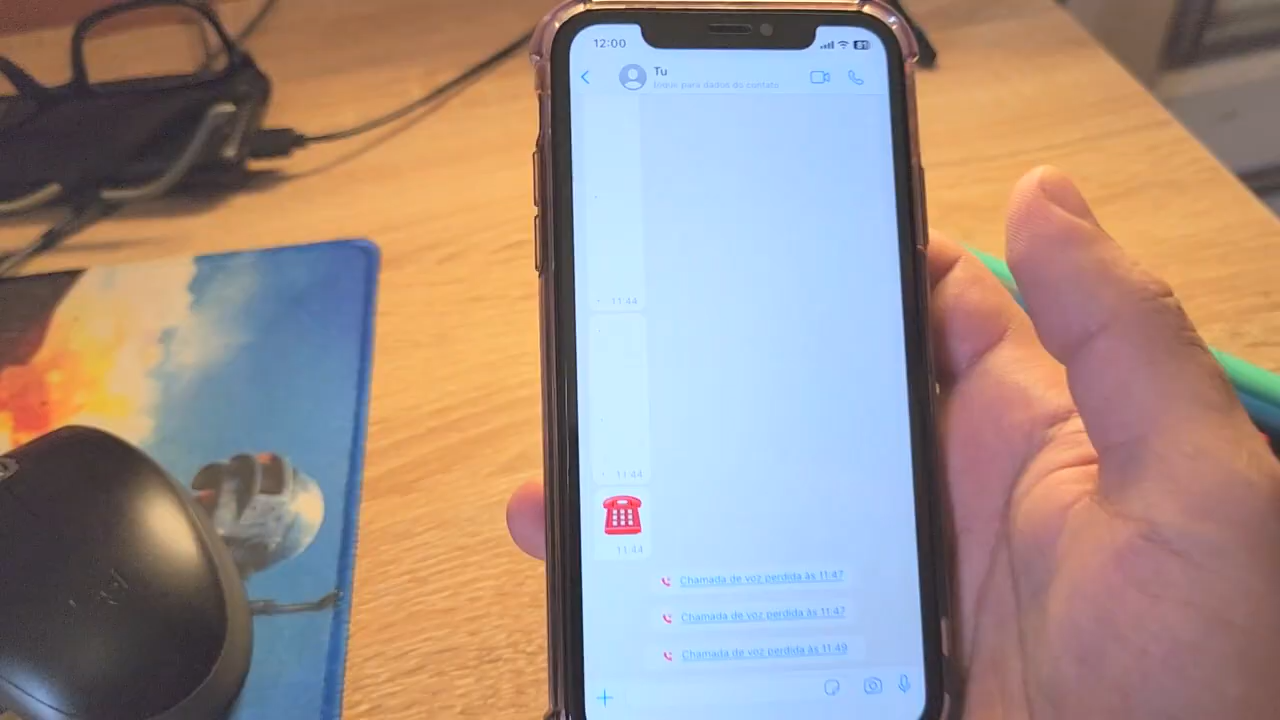 12:00
81
Tu
toque para dados do contato
11:44
11:44
11:44
Chamada de voz perdida às 11:47
Chamada de voz perdida às 11:47
Chamada de voz perdida às 11:49